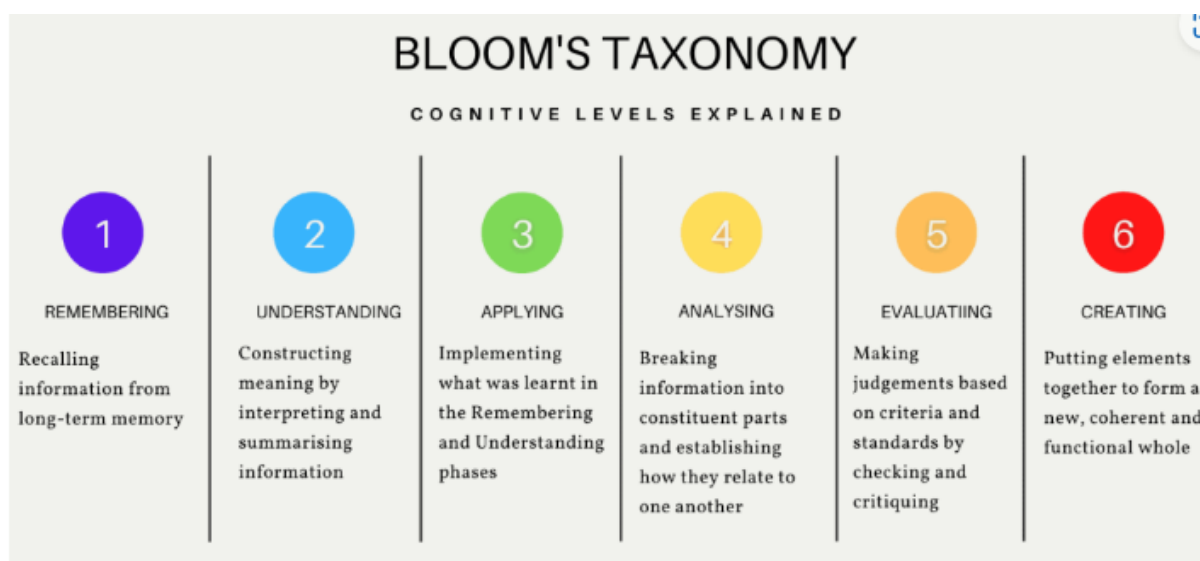 BLOOM'S TAXONOMY
COGNITIVE LEVELS EXPLAINED
1
REMEMBERING
Recalling
information from
long-term memory
2
UNDERSTANDING
Constructing
meaning by
interpreting and
summarising
information
3
APPLYING
Implementing
what was learnt in
the Remembering
and Understanding
phases
4
ANALYSING
Breaking
information into
constituent parts
and establishing
how they relate to
one another
5
EVALUATIING
Making
judgements based
on criteria and
standards by
checking and
critiquing
6
CREATING
Putting elements
together to form a
new, coherent and
functional whole